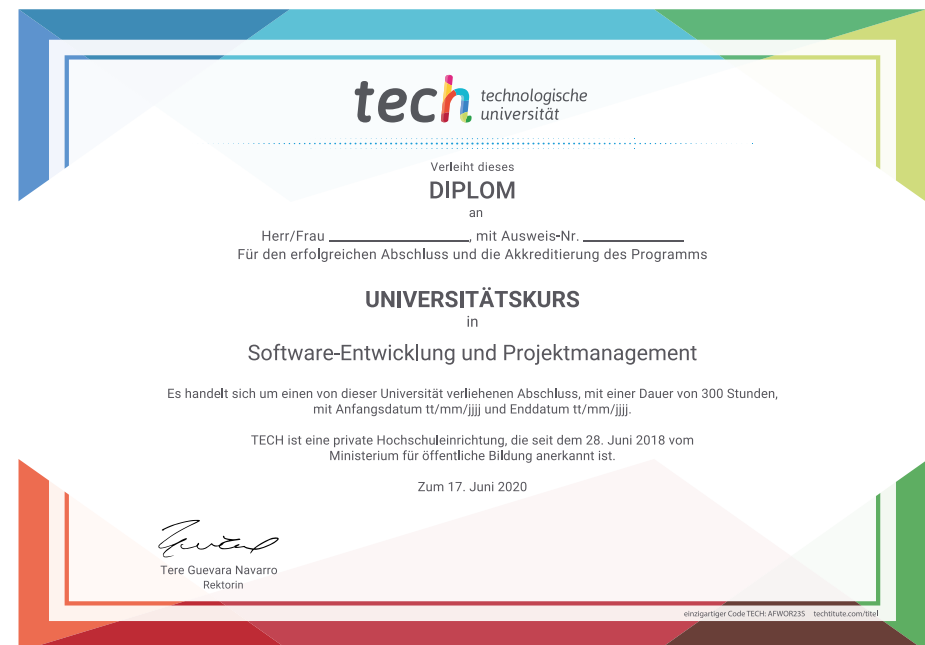 tech technologische
universität
Verleiht dieses
DIPLOM
an
Herr/Frau ____________________, mit Ausweis-Nr. ______________
Für den erfolgreichen Abschluss und die Akkreditierung des Programms
UNIVERSITÄTSKURS
in
Software-Entwicklung und Projektmanagement
Es handelt sich um einen von dieser Universität verliehenen Abschluss, mit einer Dauer von 300 Stunden,
mit Anfangsdatum tt/mm/jjjj und Enddatum tt/mm/jjjj.
TECH ist eine private Hochschuleinrichtung, die seit dem 28. Juni 2018 vom
Ministerium für öffentliche Bildung anerkannt ist.
Zum 17. Juni 2020
Tere Guevara Navarro
Rektorin
einzigartiger Code TECH: AFWOR23S techtitute.com/titel